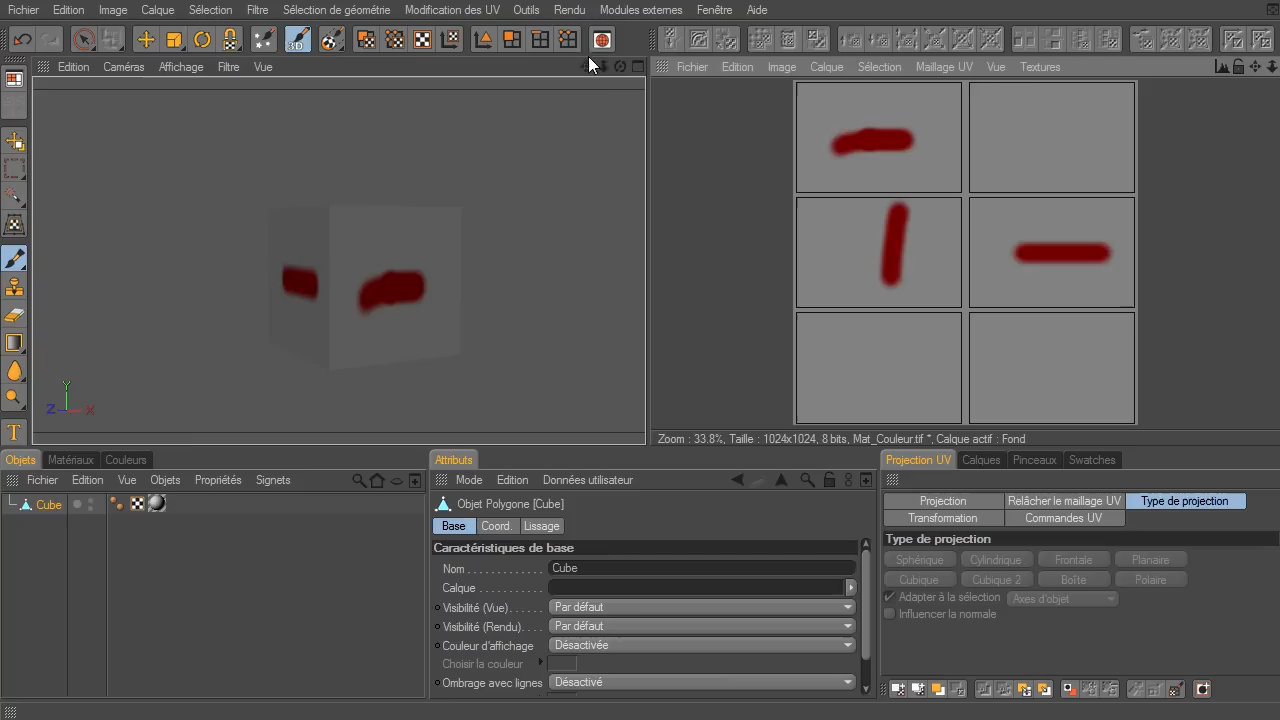 Fichier Edition Image Calque Sélection Filtre Sélection de géométrie Modification des UV Outils Rendu Modules externes Fenêtre Aide
3D
Edition Caméras Affichage Filtre Vue
Fichier Edition Image Calque Sélection Maillage UV Vue Textures
Y
Z X
T
Zoom : 33.8%, Taille : 1024x1024, 8 bits, Mat_Couleur.tif *, Calque actif : Fond
Objets Matériaux Couleurs
Fichier Edition Vue Objets Propriétés Signets
Cube
Attributs
Mode Edition Données utilisateur
Objet Polygone [Cube]
Base Coord. Lissage
Caractéristiques de base
Nom . . . . . . . . . . . . . Cube
Calque . . . . . . . . . . .
Visibilité (Vue) . . . . . . Par défaut
Visibilité (Rendu) . . . . Par défaut
Couleur d'affichage Désactivée
Choisir la couleur
Ombrage avec lignes Désactivé
Projection UV Calques Pinceaux Swatches
Projection Relâcher le maillage UV Type de projection
Transformation Commandes UV
Type de projection
Sphérique Cylindrique Frontale Planaire
Cubique Cubique 2 Boîte Polaire
Adapter à la sélection Axes d'objet
Influencer la normale